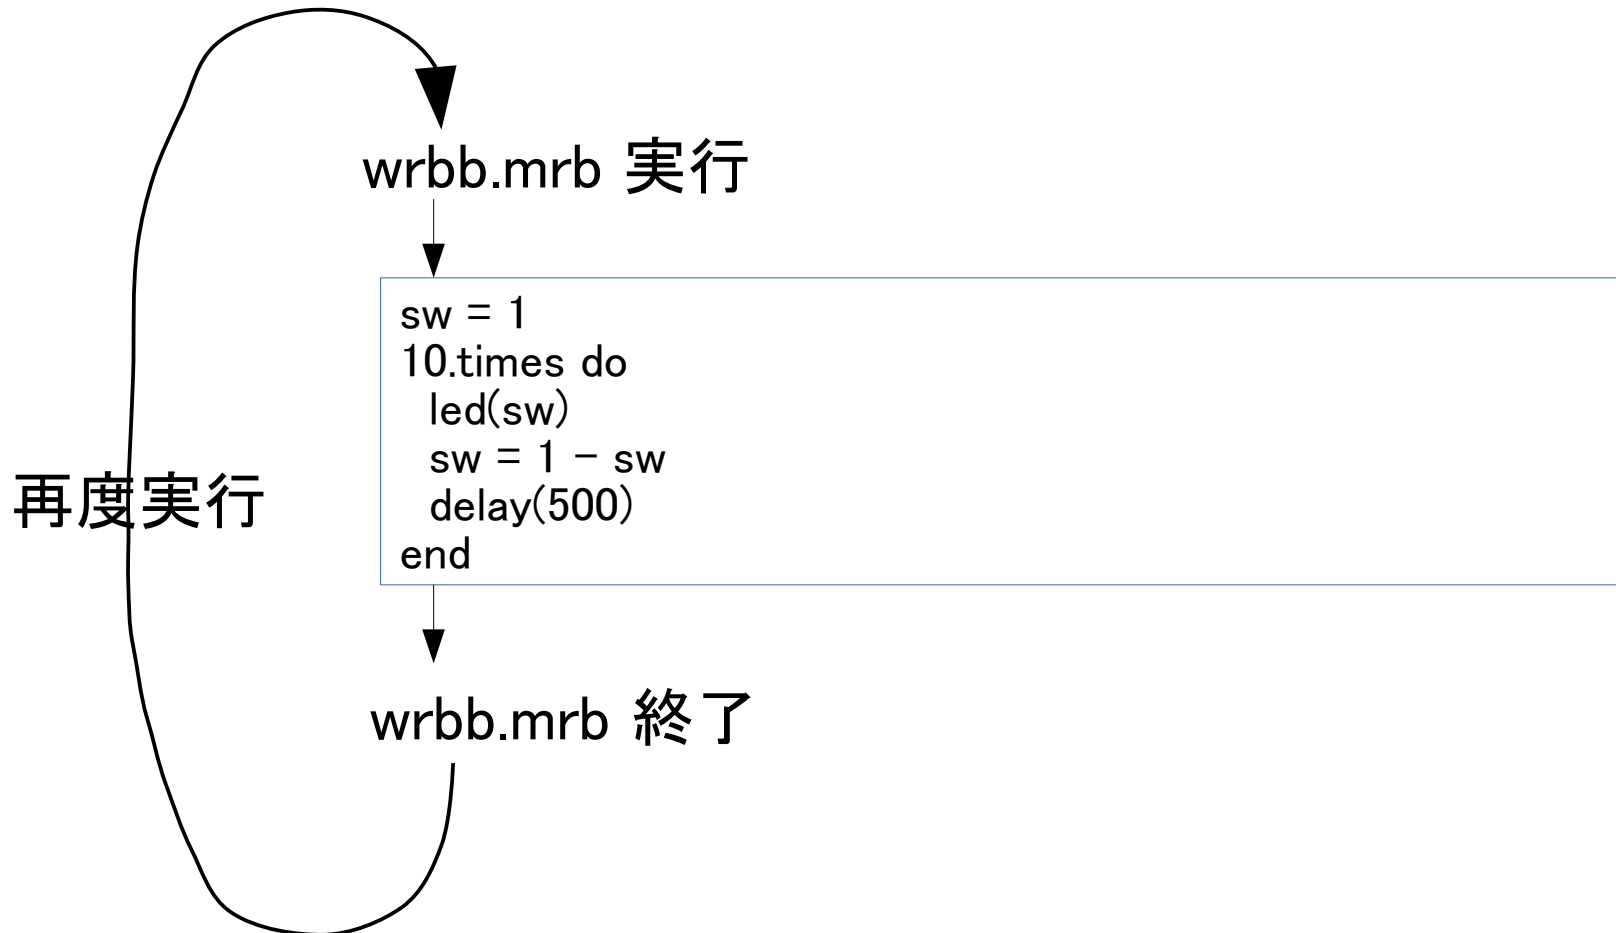 wrbb.mrb 実行
sw = 1
10.times do
led(sw)
sw = 1 - sw
delay(500)
end
再度実行
wrbb.mrb 終了